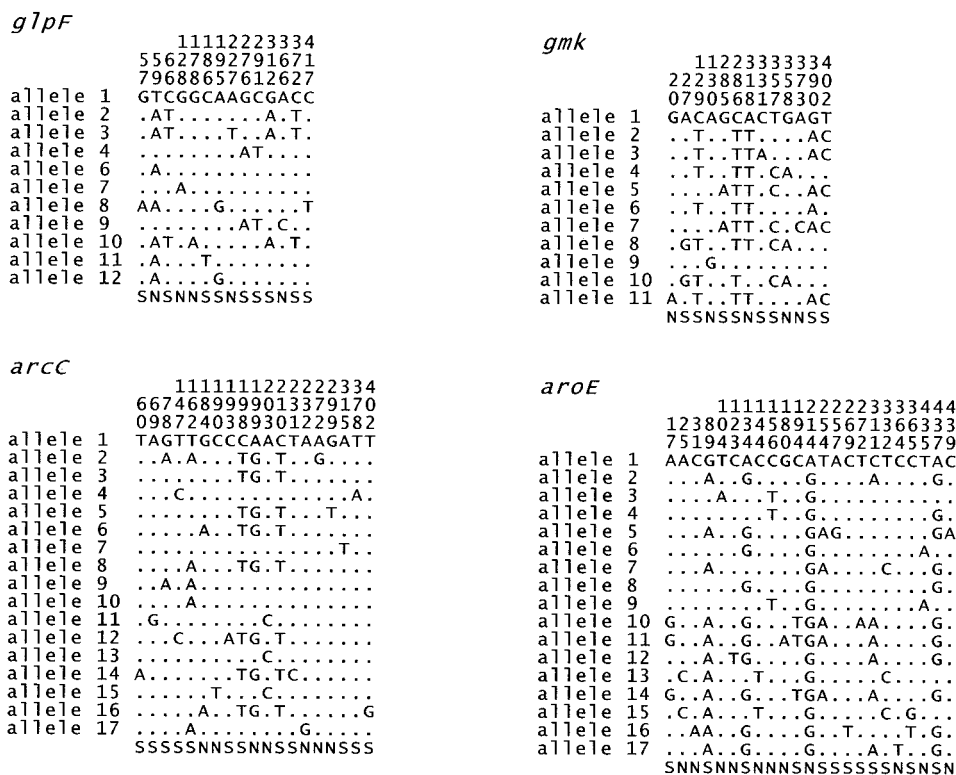 glpF
11112223334
55627892791671
79688657612627
allele 1 GTCGGCAAGCGACC
allele 2 .AT.......A.T.
allele 3 .AT....T..A.T.
allele 4 ........AT....
allele 6 .A............
allele 7 ...A..........
allele 8 AA....G......T
allele 9 ........AT.C..
allele 10 .AT.A.....A.T.
allele 11 .A...T........
allele 12 .A....G.......
SNSNNSSNSSSNSS
gmk
11222333334
2223881355790
0790568178302
allele 1 GACAGCACTGAGT
allele 2 ..T..TT....AC
allele 3 ..T..TTA...AC
allele 4 ..T..TT.CA...
allele 5 ....ATT.C..AC
allele 6 ..T..TT....A.
allele 7 ....ATT.C.CAC
allele 8 .GT..TT.CA...
allele 9 ...G.........
allele 10 .GT..T..CA...
allele 11 A.T..TT....AC
NSSNSSNSSNNSS
arcC
1111111222222334
allele 1 TAGTTGCCCAACTAAGATT
allele 2 ..A.A...TG.T..G....
allele 3 ........TG.T.......
allele 4 ...C.............A.
allele 5 ........TG.T...T...
allele 6 .....A..TG.T.......
allele 7 ................T..
allele 8 ....A...TG.T.......
allele 9 ..A.A..............
allele 10 ....A..............
allele 11 .G........C........
allele 12 ...C...ATG.T.......
allele 13 ..........C........
allele 14 A.......TG.TC......
allele 15 ......T...C........
allele 16 .....A..TG.T......G
allele 17 ....A........G.....
SSSSSNNSSNNSSNNNSSS
aroE
allele 1 AACGTCACCGCATACTCTCCTAC
allele 2 ...A..G....G....A....G.
allele 3 ....A...T..G...........
allele 4 ........T..G.........G.
allele 5 ...A..G....GAG.......GA
allele 6 ......G....G........A..
allele 7 ...A..G....GA....C...G.
allele 8 ......G....G.........G.
allele 9 ........T..G........A..
allele 10 G..A..G...TGA..AA....G.
allele 11 G..A..G..ATGA...A....G.
allele 12 ...A.TG....G....A....G.
allele 13 .C.A...T...G.....C.....
allele 14 G..A..G...TGA...A....G.
allele 15 .C.A...T...G.....C.G...
allele 16 ..AA..G....G..T....T.G.
allele 17 ...A..G....G....A.T..G.
SNNSNNSNNNSNNSSSSSSNSN